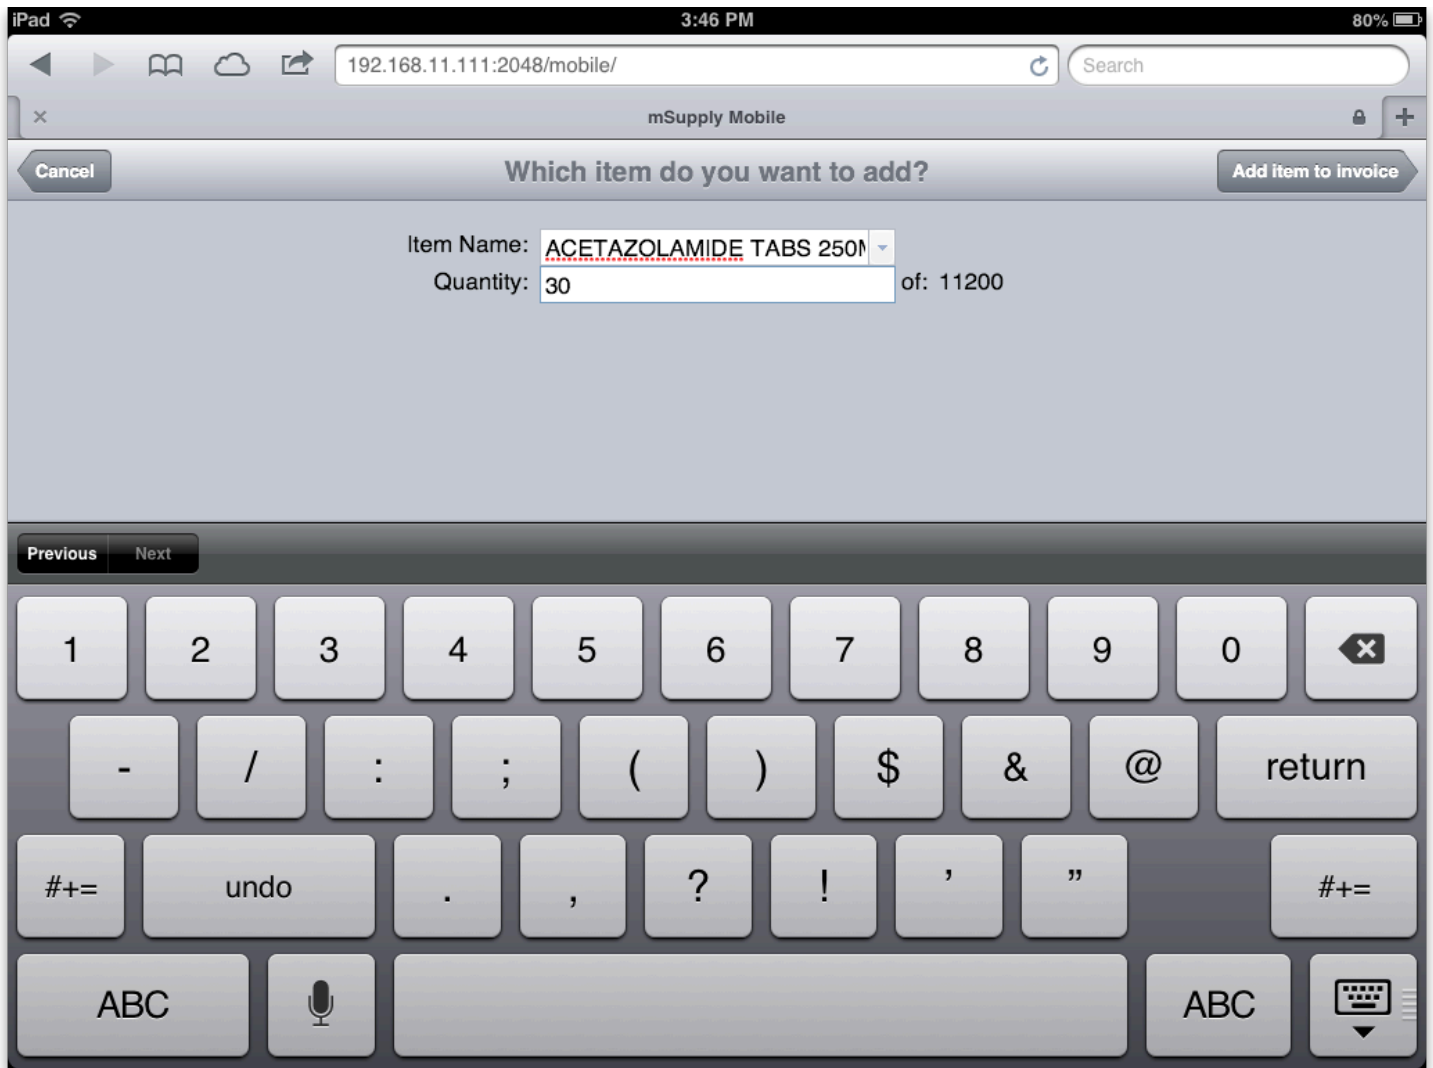 iPad 3:46 PM 80%
192.168.11.111:2048/mobile/ Search
mSupply Mobile
Cancel Which item do you want to add? Add item to invoice
Item Name: ACETAZOLAMIDE TABS 250M
Quantity: 30 of: 11200
Previous Next
1 2 3 4 5 6 7 8 9 0
- / : ; ( ) $ & @ return
#+= undo . , ? ! ’ ” #+=
ABC ABC